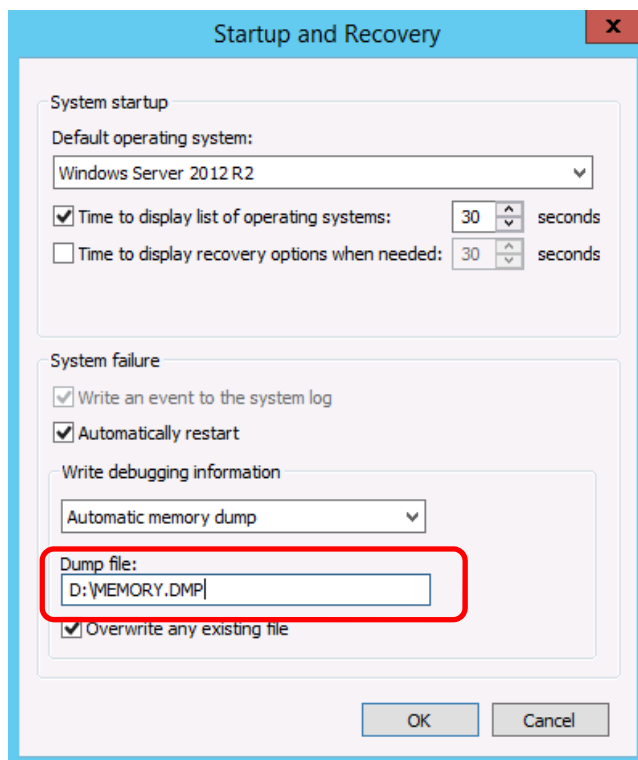 Startup and Recovery
x
System startup
Default operating system:
Windows Server 2012 R2
Time to display list of operating systems: 30 seconds
Time to display recovery options when needed: 30 seconds
System failure
Write an event to the system log
Automatically restart
Write debugging information
Automatic memory dump
Dump file:
D:\MEMORY.DMP
Overwrite any existing file
OK Cancel